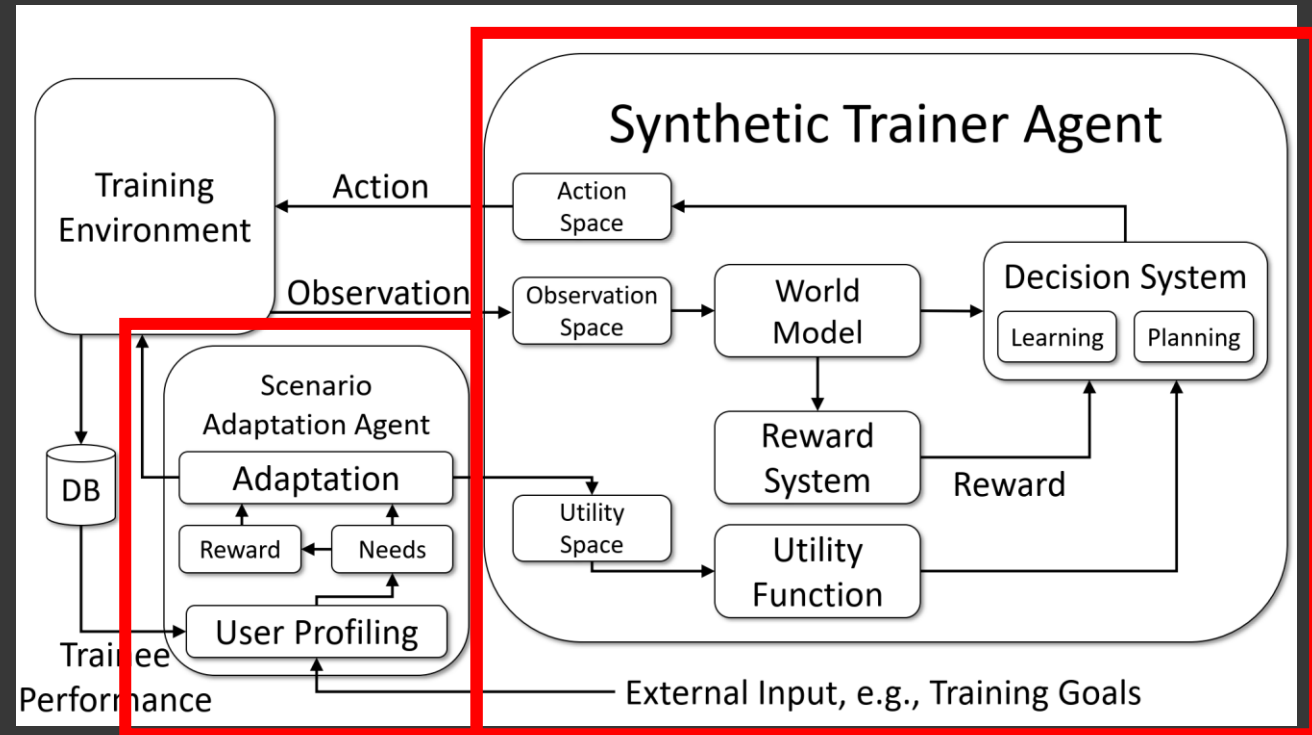 Synthetic Trainer Agent
Training
Environment
Action
Action
Space
Observation
Observation
Space
World
Model
Decision System
Learning
Planning
Scenario
Adaptation Agent
Adaptation
Reward
Needs
User Profiling
DB
Reward
System
Reward
Utility
Space
Utility
Function
Trainee
Performance
External Input, e.g., Training Goals